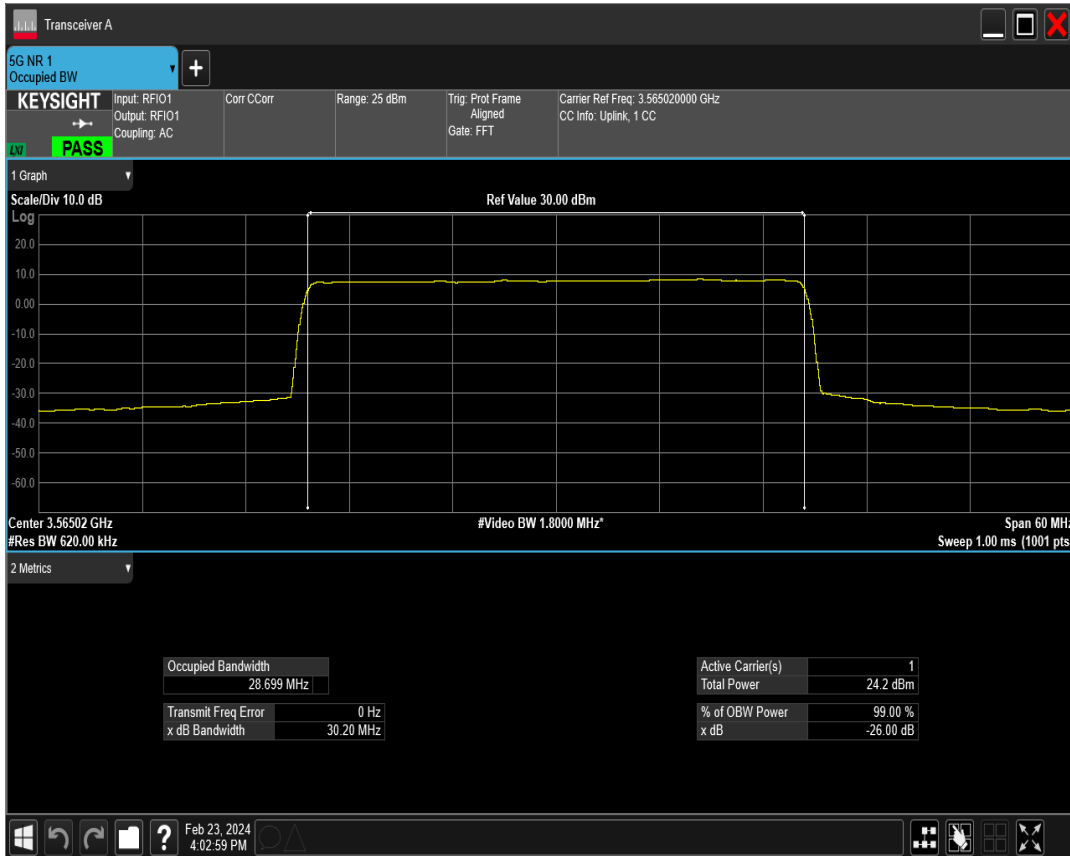 Transceiver A
5G NR 1
Occupied BW
KEYSIGHT
LXI
PASS
Input: RFIO1
Output: RFIO1
Coupling: AC
Corr CCorr
Range: 25 dBm
Trig: Prot Frame
Aligned
Gate: FFT
Carrier Ref Freq: 3.565020000 GHz
CC Info: Uplink, 1 CC
1 Graph
Scale/Div 10.0 dB
Ref Value 30.00 dBm
Log
20.0
10.0
0.00
-10.0
-20.0
-30.0
-40.0
-50.0
-60.0
Center 3.56502 GHz
#Video BW 1.8000 MHz*
Span 60 MHz
#Res BW 620.00 kHz
Sweep 1.00 ms (1001 pts
2 Metrics
Occupied Bandwidth
28.699 MHz
Transmit Freq Error 0 Hz
x dB Bandwidth 30.20 MHz
Active Carrier(s) 1
Total Power 24.2 dBm
% of OBW Power 99.00 %
x dB -26.00 dB
Feb 23, 2024
4:02:59 PM